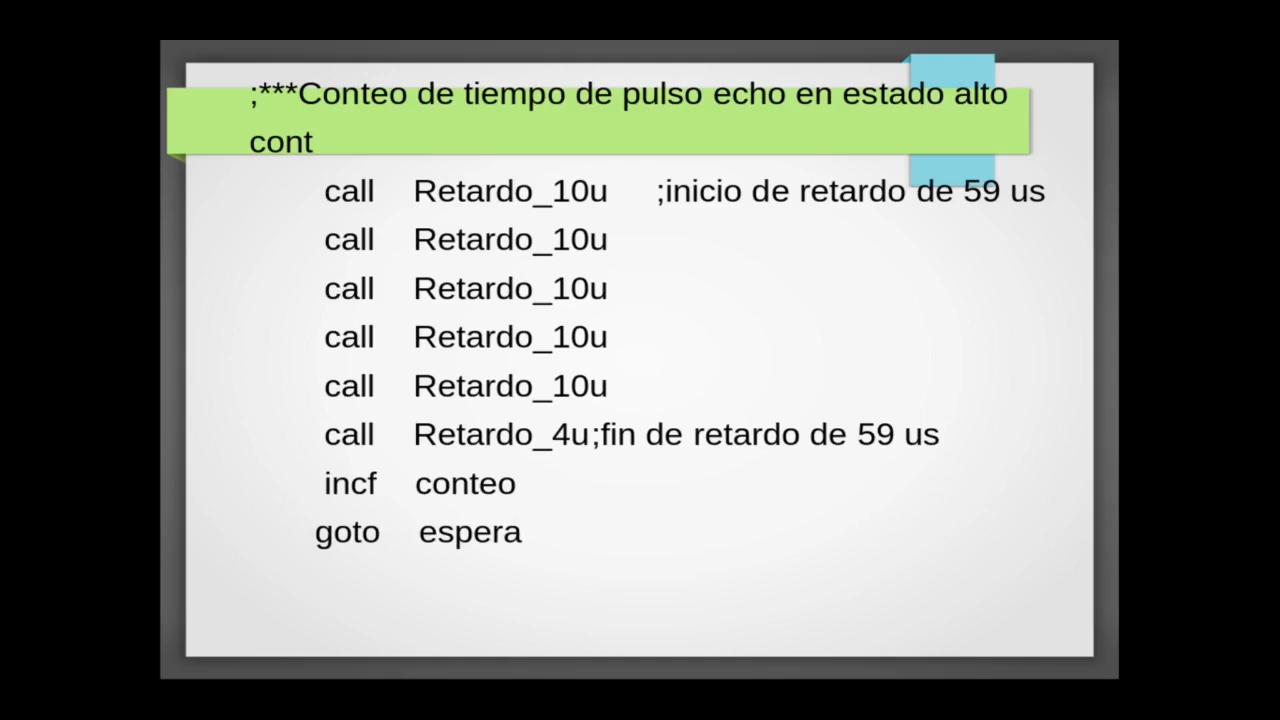 ;***Conteo de tiempo de pulso echo en estado alto
cont
call Retardo_10u ;inicio de retardo de 59 us
call Retardo_10u
call Retardo_10u
call Retardo_10u
call Retardo_10u
call Retardo_4u;fin de retardo de 59 us
incf conteo
goto espera